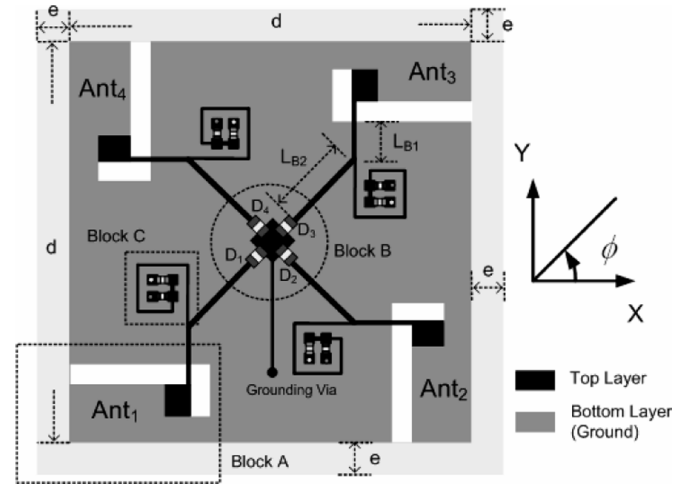 e
d
e
Ant4
Ant3
LB1
LB2
Y
D4
D3
d
Block C
Block B
D1
D2
ϕ
e
X
Grounding Via
Top Layer
Ant1
Ant2
Bottom Layer
(Ground)
Block A
e